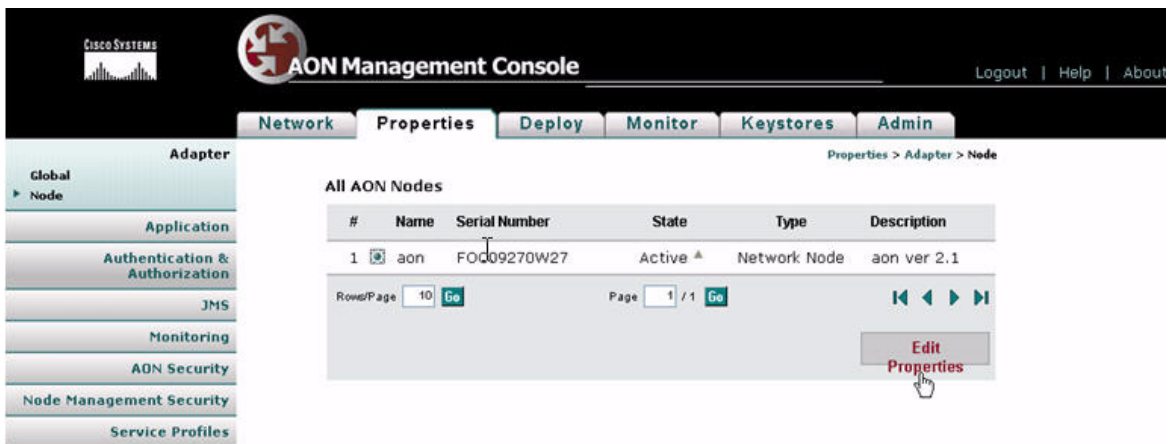 CISCO SYSTEMS
AON Management Console
Logout | Help | About
Network Properties Deploy Monitor Keystores Admin
Adapter
Global
Node
Application
Authentication &
Authorization
JMS
Monitoring
AON Security
Node Management Security
Service Profiles
Properties > Adapter > Node
All AON Nodes
# Name Serial Number State Type Description
1 aon FOC09270W27 Active Network Node aon ver 2.1
Rows/Page 10 Go Page 1 / 1 Go
Edit
Properties